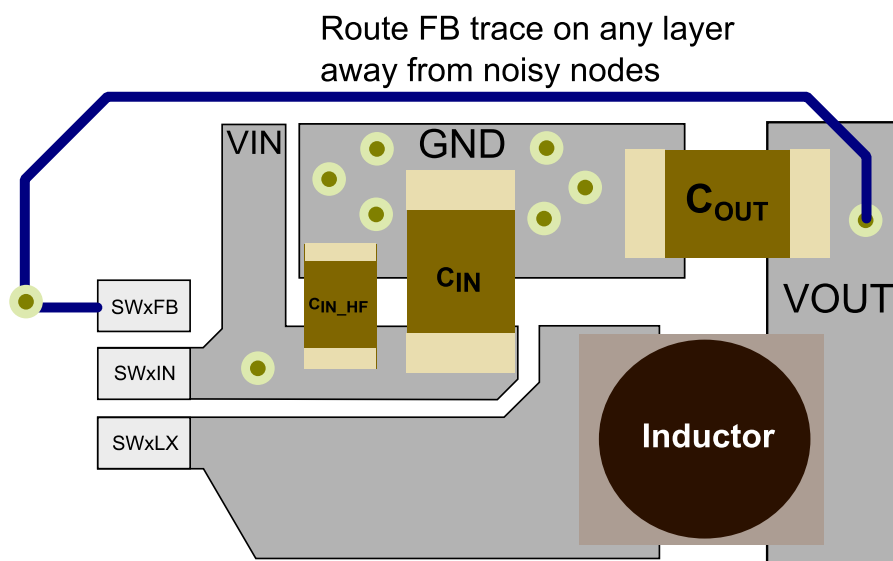 Route FB trace on any layer
away from noisy nodes
VIN
GND
COUT
CIN
CIN_HF
VOUT
SWxFB
SWxIN
SWxLX
Inductor